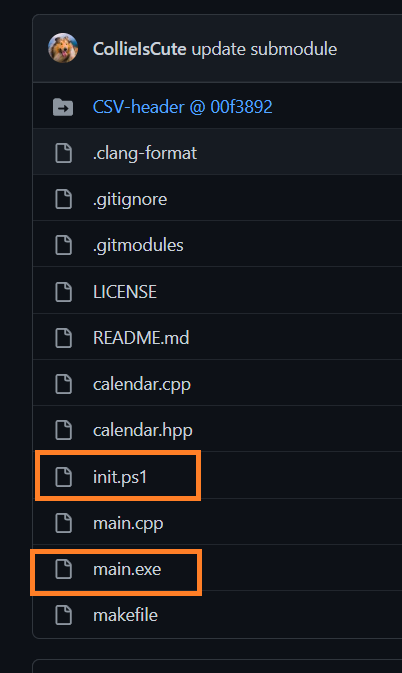 CollieIsCute update submodule
CSV-header @ 00f3892
.clang-format
.gitignore
.gitmodules
LICENSE
README.md
calendar.cpp
calendar.hpp
init.ps1
main.cpp
main.exe
makefile